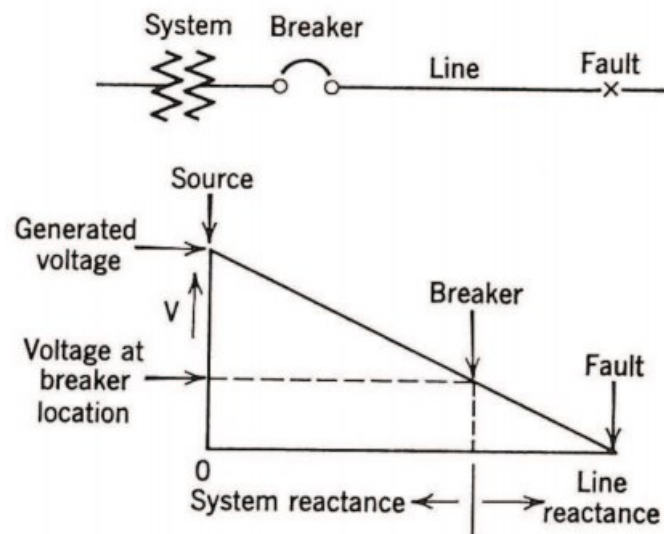 System
Breaker
Line
Fault
×
Source
Generated
voltage
V
Breaker
Voltage at
breaker
location
Fault
0
System reactance
Line
reactance